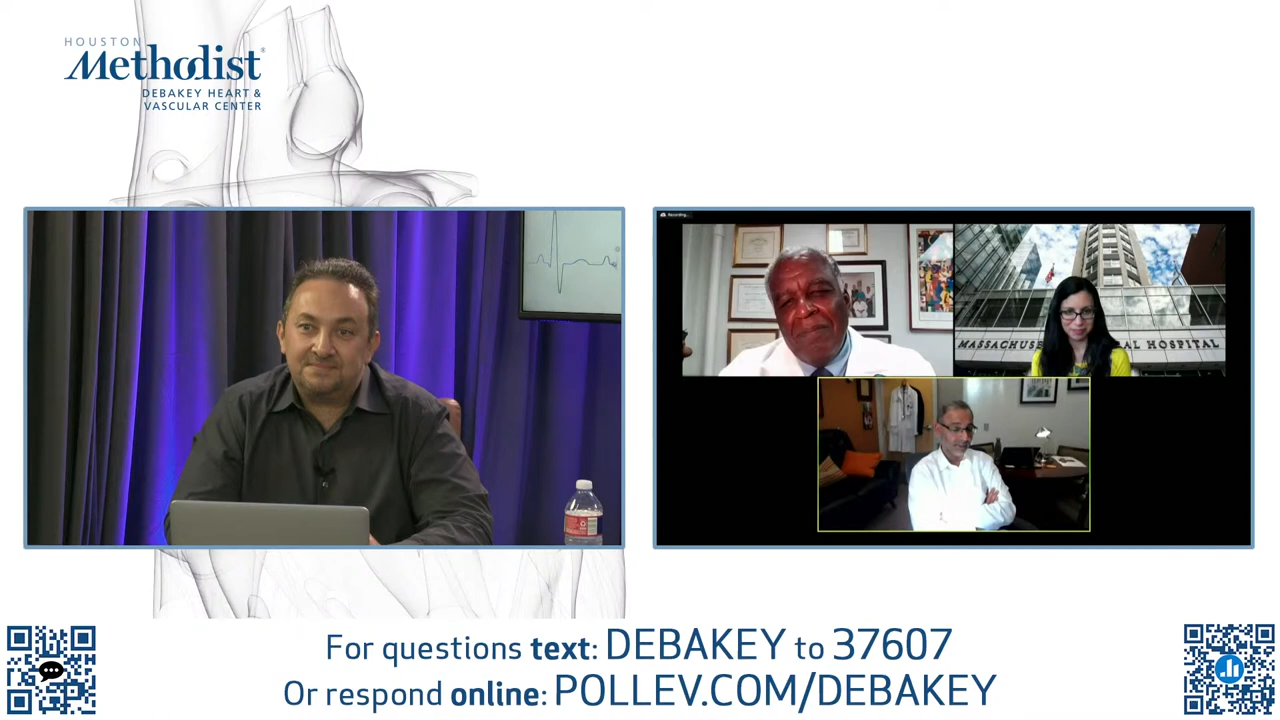 HOUSTON
Methodist®
DEBAKEY HEART &
VASCULAR CENTER
Recording...
MASSACHUSE
AL HOSPITAL
For questions text: DEBAKEY to 37607
Or respond online: POLLEV.COM/DEBAKEY